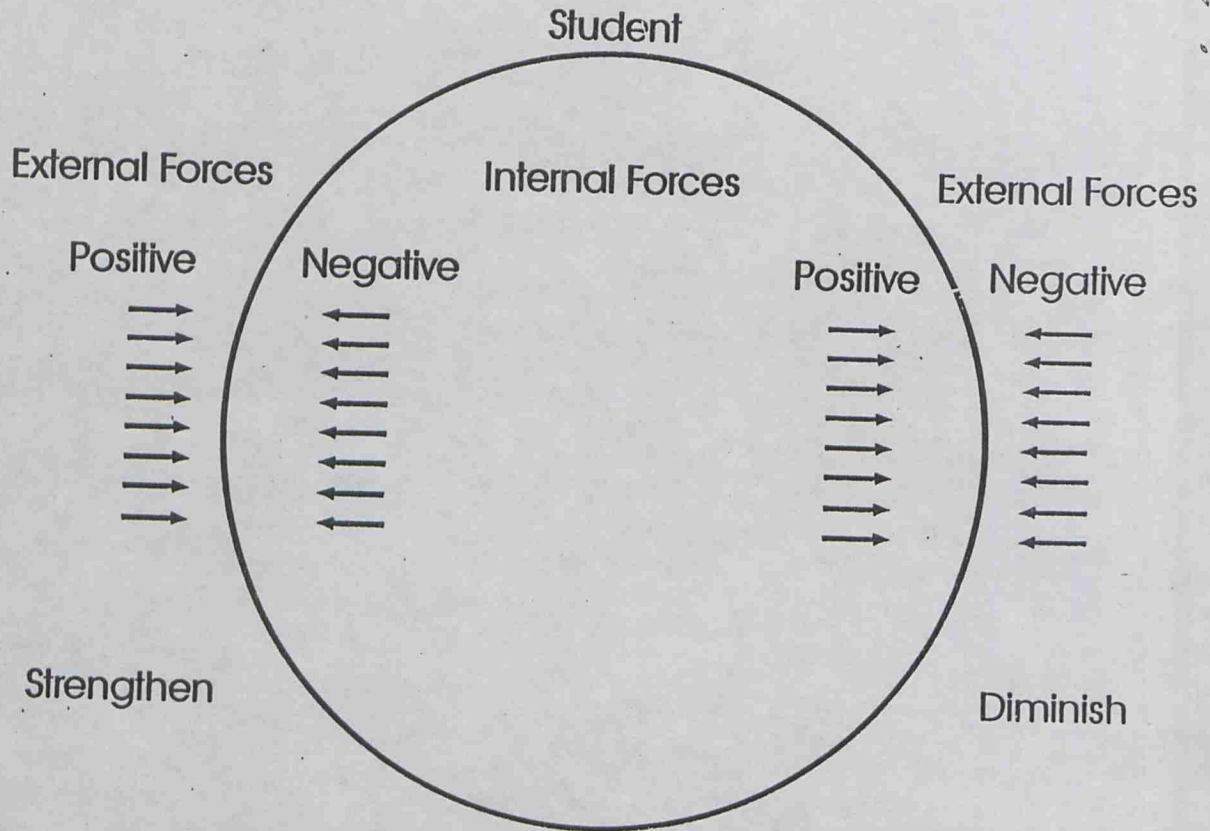 Student
External Forces
Internal Forces
External Forces
Positive
Negative
Positive
Negative
Strengthen
Diminish